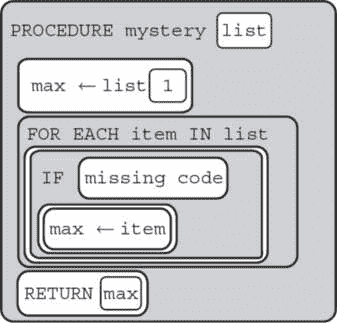 PROCEDURE mystery list
max ← list 1
FOR EACH item IN list
IF missing code
max ← item
RETURN max